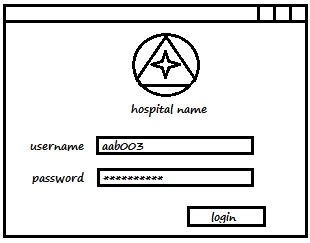 hospital name
username aab003
password **********
login